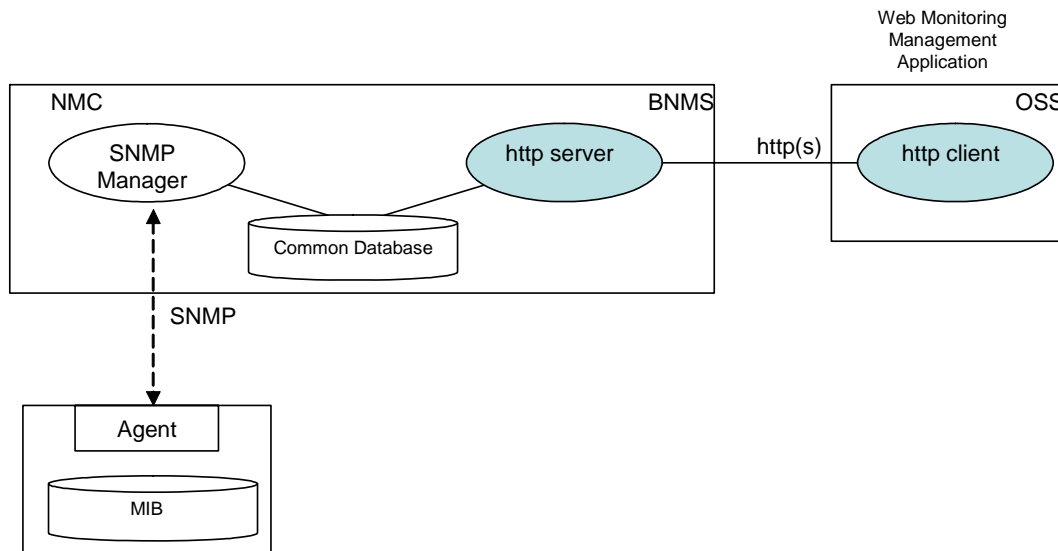 Web Monitoring
Management
Application
NMC
BNMS
OSS
SNMP
Manager
http server
http(s)
http client
Common Database
SNMP
Agent
MIB